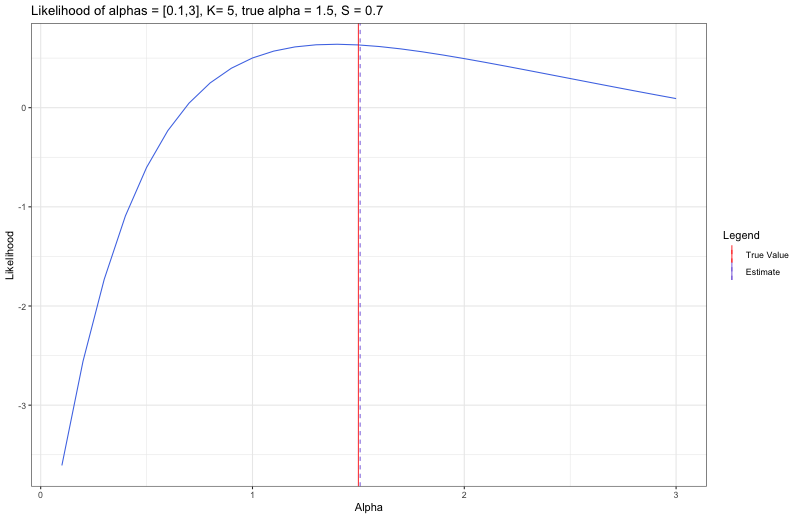 Likelihood of alphas = [0.1,3], K= 5, true alpha = 1.5, S = 0.7
Likelihood
0
-1
-2
-3
0
1
2
3
Alpha
Legend
True Value
Estimate